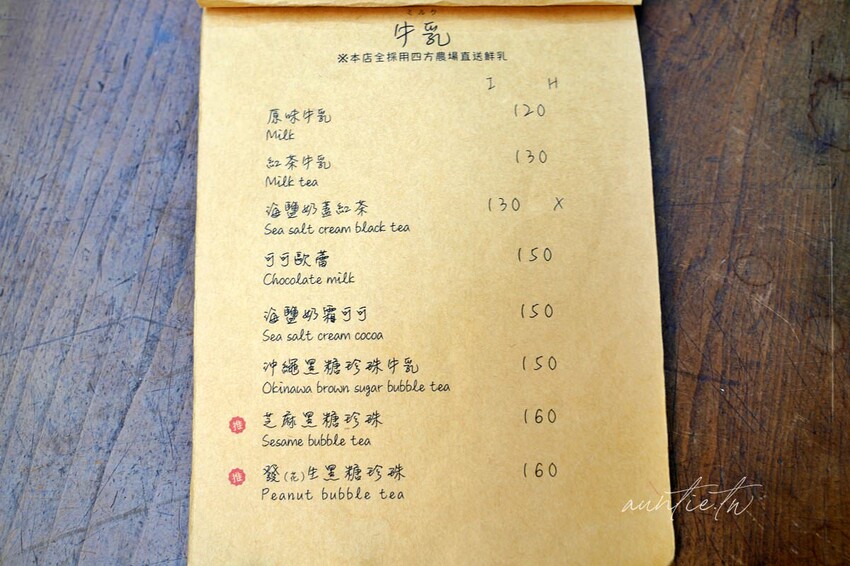 ミルク
牛乳
※本店全採用四方農場直送鮮乳
I H
原味牛乳 120
Milk
紅茶牛乳 130
Milk tea
海鹽奶蓋紅茶 130 X
Sea salt cream black tea
可可歐蕾 150
Chocolate milk
海鹽奶霜可可 150
Sea salt cream cocoa
沖繩黑糖珍珠牛乳 150
Okinawa brown sugar bubble tea
推 芝麻黑糖珍珠 160
Sesame bubble tea
推 發(花)生黑糖珍珠 160
Peanut bubble tea
auntie.tw